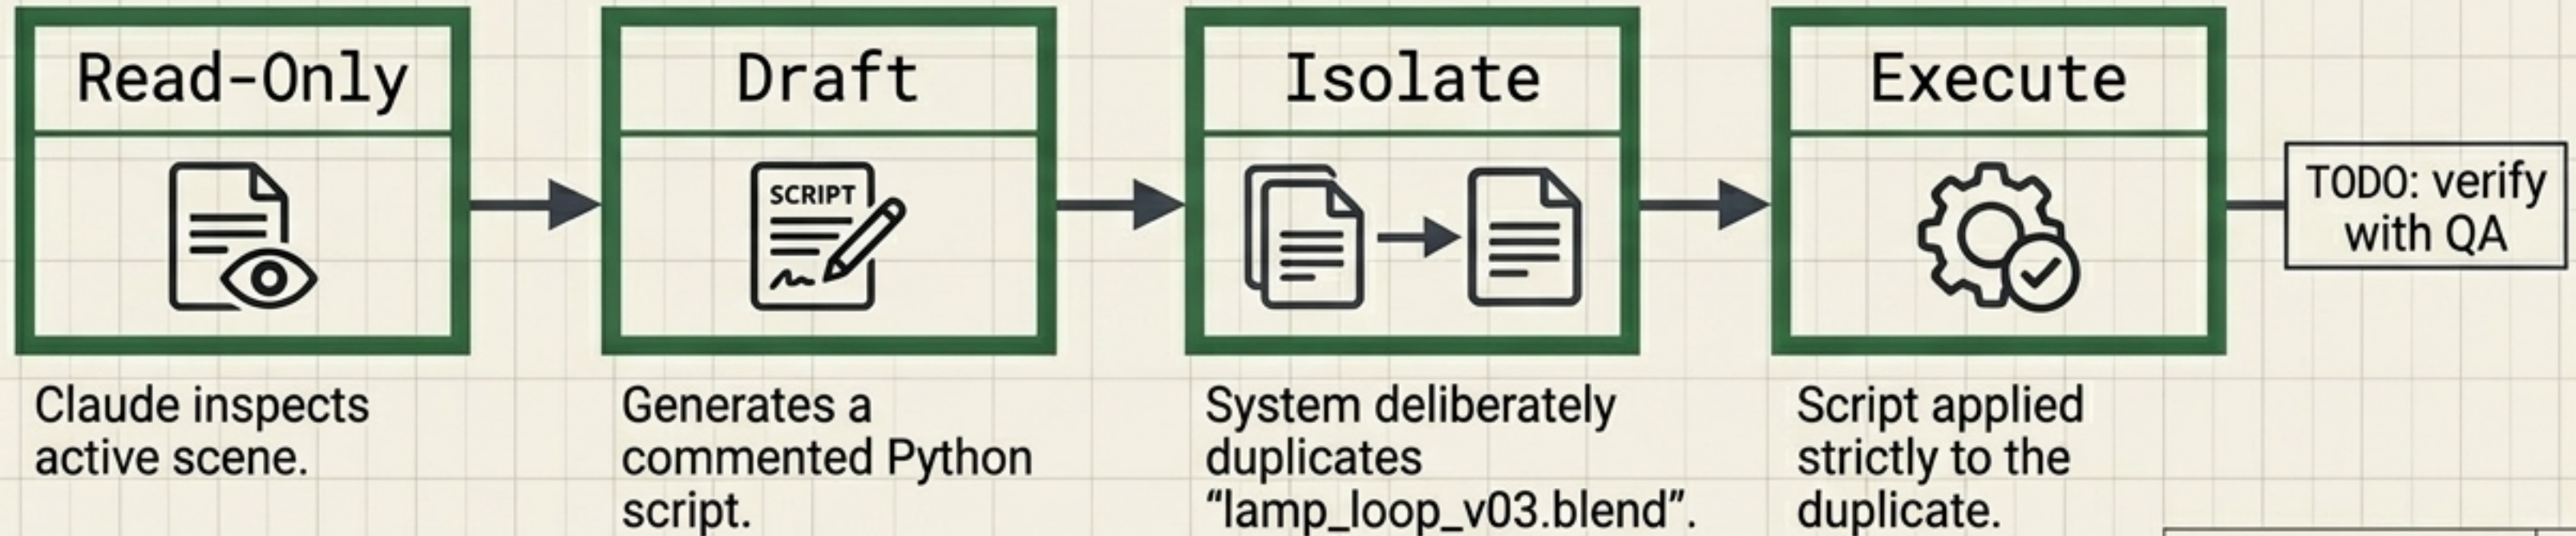 Read-Only
Claude inspects
active scene.
Draft
SCRIPT
Generates a
commented Python
script.
Isolate
System deliberately
duplicates
“lamp_loop_v03.blend”.
Execute
Script applied
strictly to the
duplicate.
TODO: verify
with QA